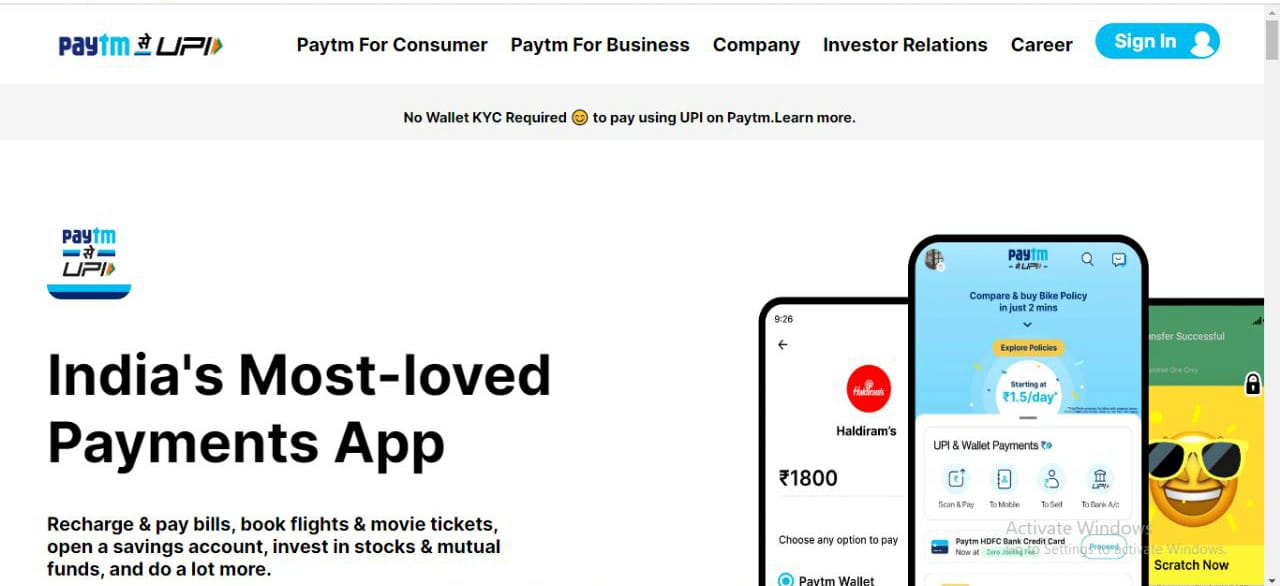 paytm से UPI
Paytm For Consumer Paytm For Business Company Investor Relations Career Sign In
No Wallet KYC Required 😊 to pay using UPI on Paytm.Learn more.
paytm
से
UPI
India's Most-loved
Payments App
Recharge & pay bills, book flights & movie tickets,
open a savings account, invest in stocks & mutual
funds, and do a lot more.
9:26
Haldiram's
Haldiram's
₹1800
Choose any option to pay
Paytm Wallet
paytm
से UPI
Compare & buy Bike Policy
in just 2 mins
Explore Policies
Starting at
₹1.5/day*
UPI & Wallet Payments
Scan & Pay To Mobile To Self To Bank A/c
UPI
Paytm HDFC Bank Credit Card
Now at Zero Joining Fee
Proceed
nsfer Successful
One Only
Scratch Now
Activate Windows
Go to Settings to activate Windows.